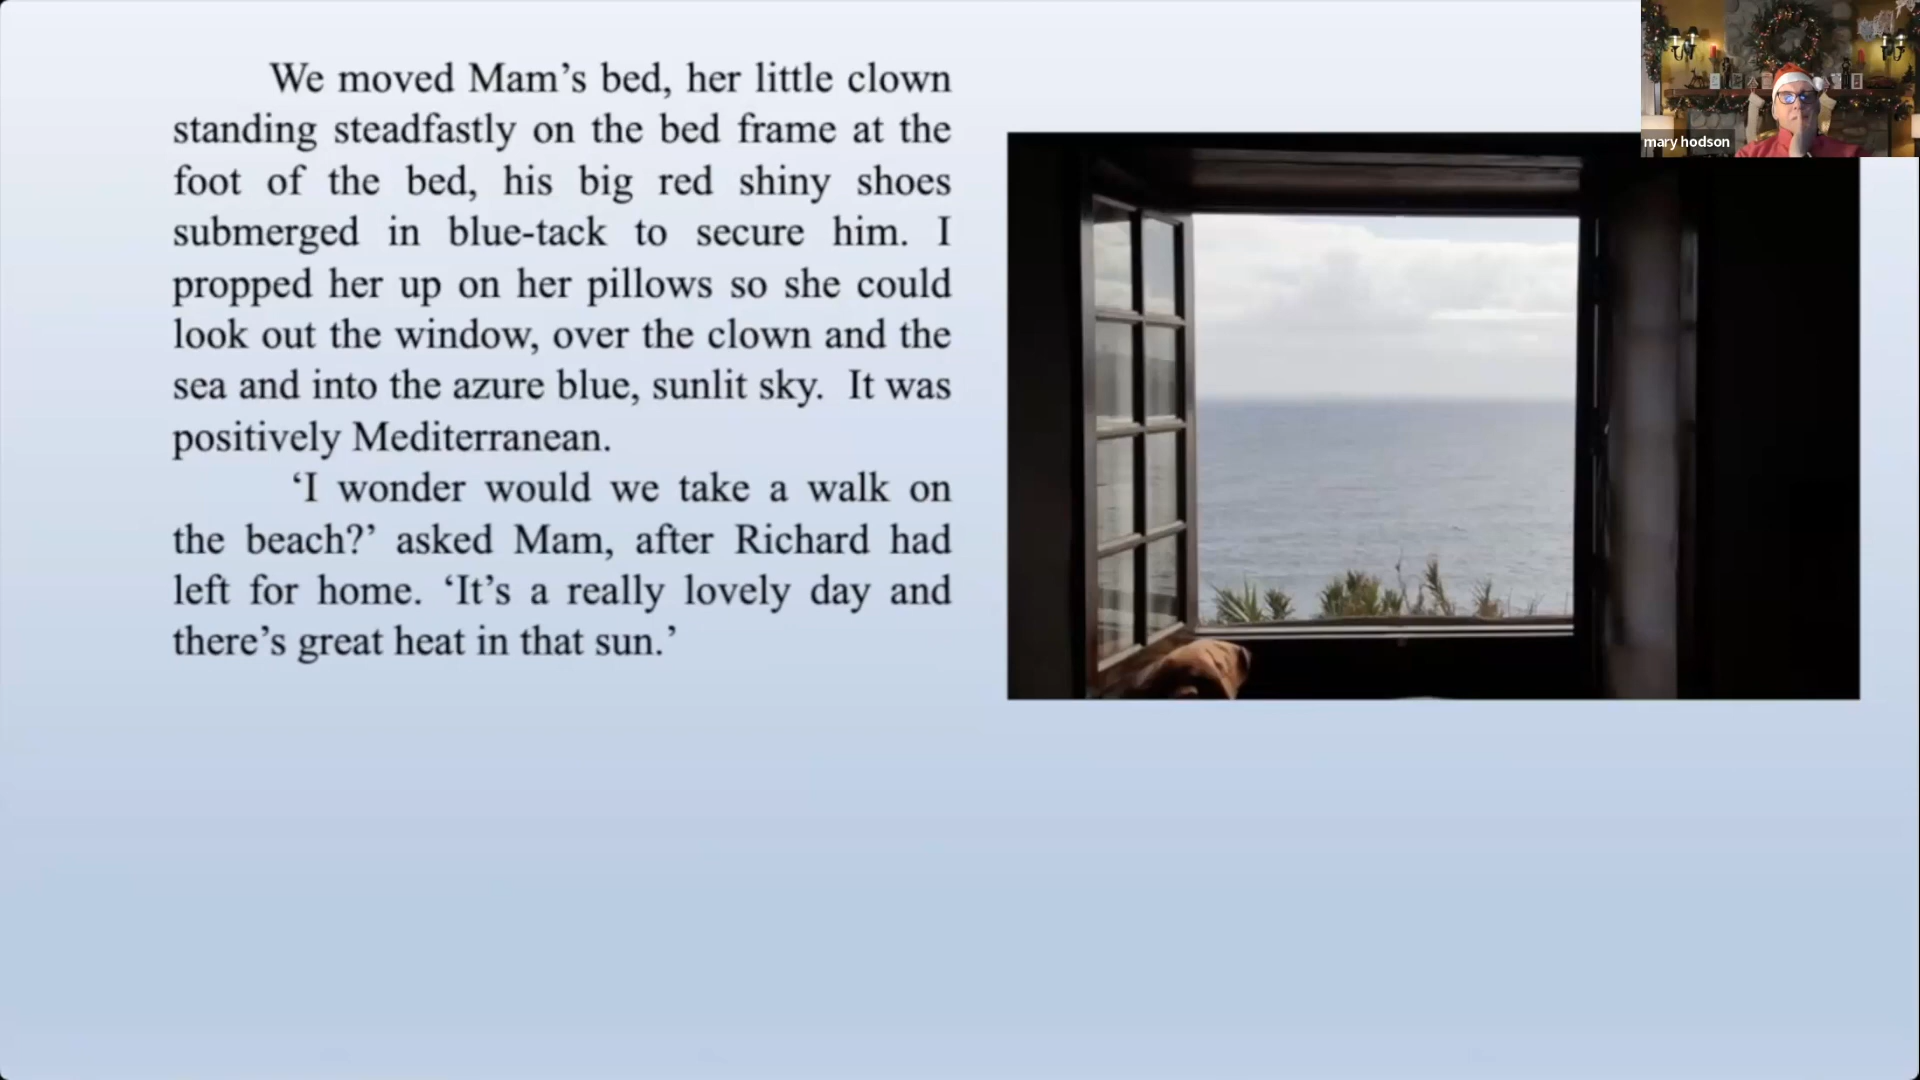 We moved Mam’s bed, her little clown
standing steadfastly on the bed frame at the
foot of the bed, his big red shiny shoes
submerged in blue-tack to secure him. I
propped her up on her pillows so she could
look out the window, over the clown and the
sea and into the azure blue, sunlit sky.  It was
positively Mediterranean.
‘I wonder would we take a walk on
the beach?’ asked Mam, after Richard had
left for home. ‘It’s a really lovely day and
there’s great heat in that sun.’
mary hodson